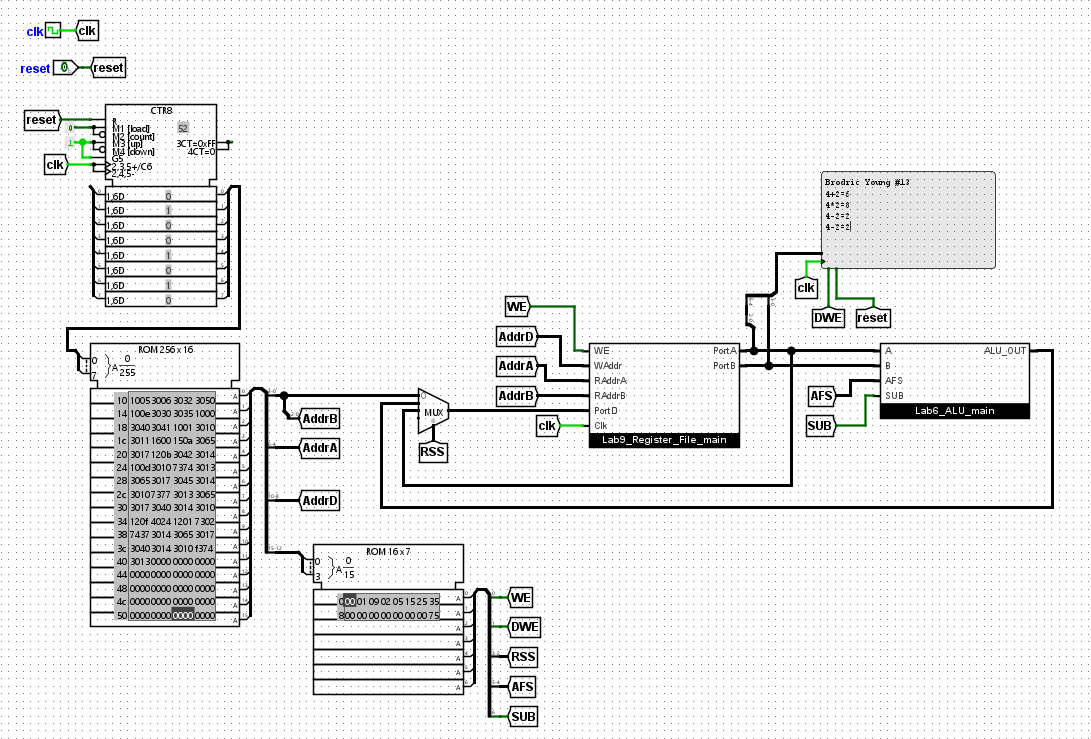 clk clk
reset reset
CTR8
reset
R
M1 [load]
M2 [count]
M3 [up]
M4 [down]
G5
2,3,5+/C6
2,4,5-
52
3CT=0xFF
4CT=0
0
1
clk
1,6D 0
1,6D 1
1,6D 0
1,6D 0
1,6D 1
1,6D 0
1,6D 1
1,6D 0
Brodric Young #13
4+2=6
4*2=8
4-2=2
4-2=2
clk
DWE
reset
ROM 256 x 16
0
7
A
0
255
10 1005 3006 3032 3050
14 100e 3030 3035 1000
18 3040 3041 1001 3010
1c 3011 1600 150a 3065
20 3017 120b 3042 3014
24 100d 3010 7374 3013
28 3065 3017 3045 3014
2c 3010 7377 3013 3065
30 3017 3040 3014 3010
34 120f 4024 1201 7302
38 7437 3014 3065 3017
3c 3040 3014 3010 f374
40 3013 0000 0000 0000
44 0000 0000 0000 0000
48 0000 0000 0000 0000
4c 0000 0000 0000 0000
50 0000 0000 0000 0000
AddrB
AddrA
AddrD
MUX
0
RSS
WE
AddrD
AddrA
AddrB
clk
WE
WAddr
RAddrA
RAddrB
PortD
Clk
PortA
PortB
Lab9_Register_File_main
AFS
SUB
A
B
AFS
SUB
ALU_OUT
Lab6_ALU_main
ROM 16 x 7
0
3
A
0
15
0 00 01 09 02 05 15 25 35
8 00 00 00 00 00 00 00 75
WE
DWE
RSS
AFS
SUB